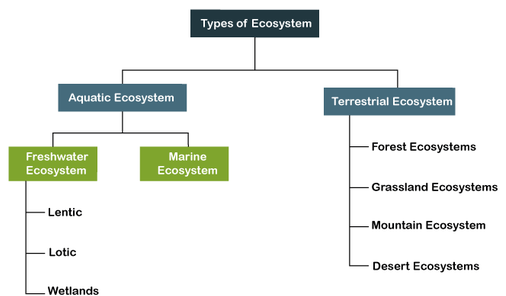 Types of Ecosystem
Aquatic Ecosystem
Terrestrial Ecosystem
Freshwater
Ecosystem
Marine
Ecosystem
Lentic
Lotic
Wetlands
Forest Ecosystems
Grassland Ecosystems
Mountain Ecosystem
Desert Ecosystems